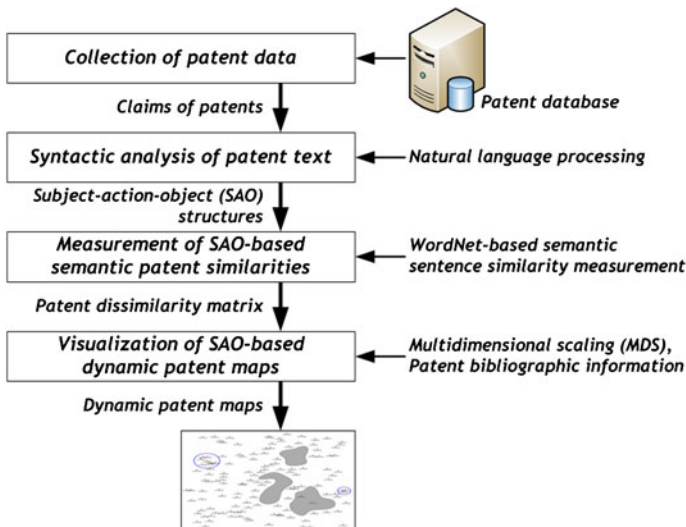 Collection of patent data
Patent database
Claims of patents
Syntactic analysis of patent text
Natural language processing
Subject-action-object (SAO)
structures
Measurement of SAO-based
semantic patent similarities
WordNet-based semantic
sentence similarity measurement
Patent dissimilarity matrix
Visualization of SAO-based
dynamic patent maps
Multidimensional scaling (MDS),
Patent bibliographic information
Dynamic patent maps